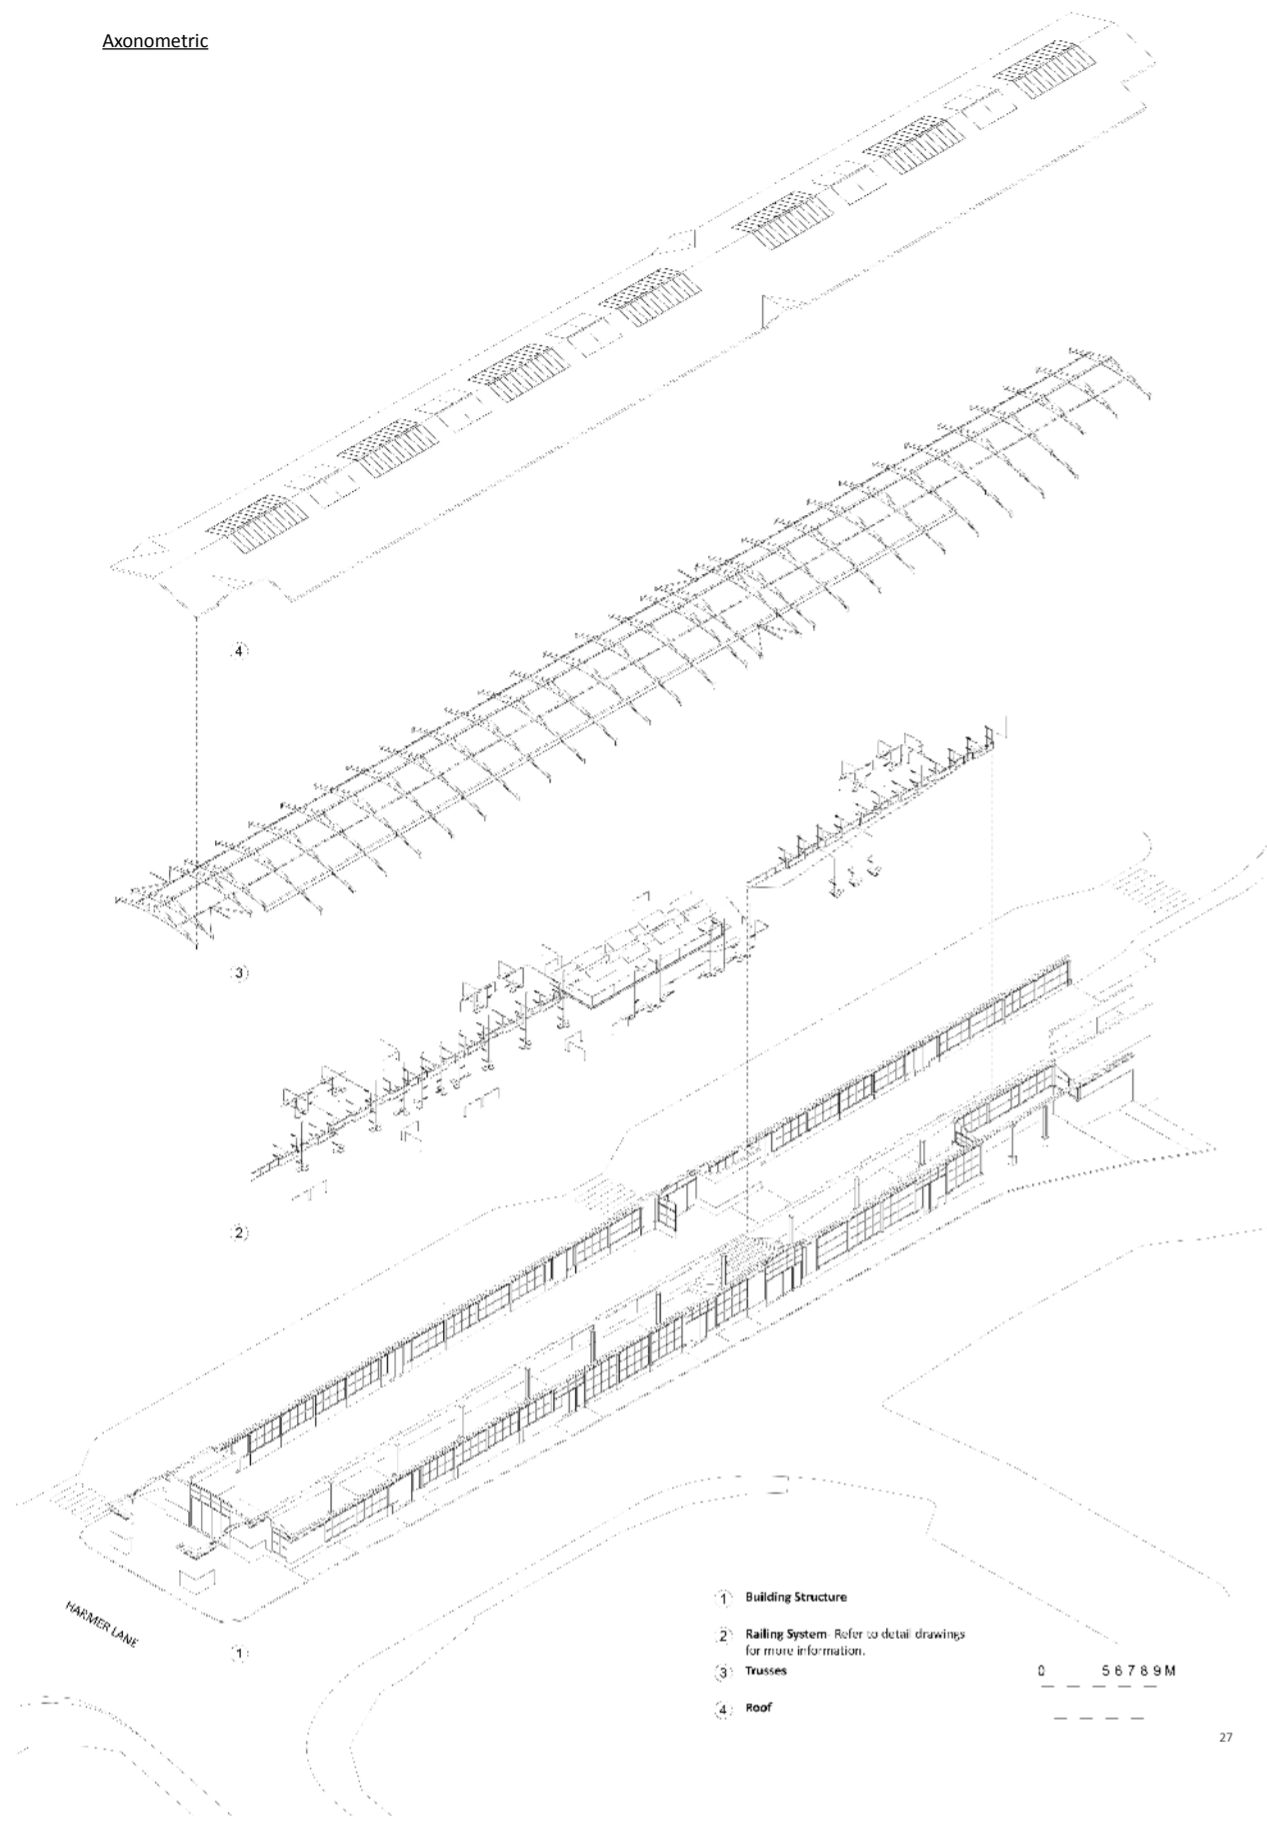 Axonometric
4
3
2
HARMER LANE
1
1 Building Structure
2 Railing System- Refer to detail drawings
for more information.
3 Trusses
4 Roof
0 5 6 7 8 9 M
27